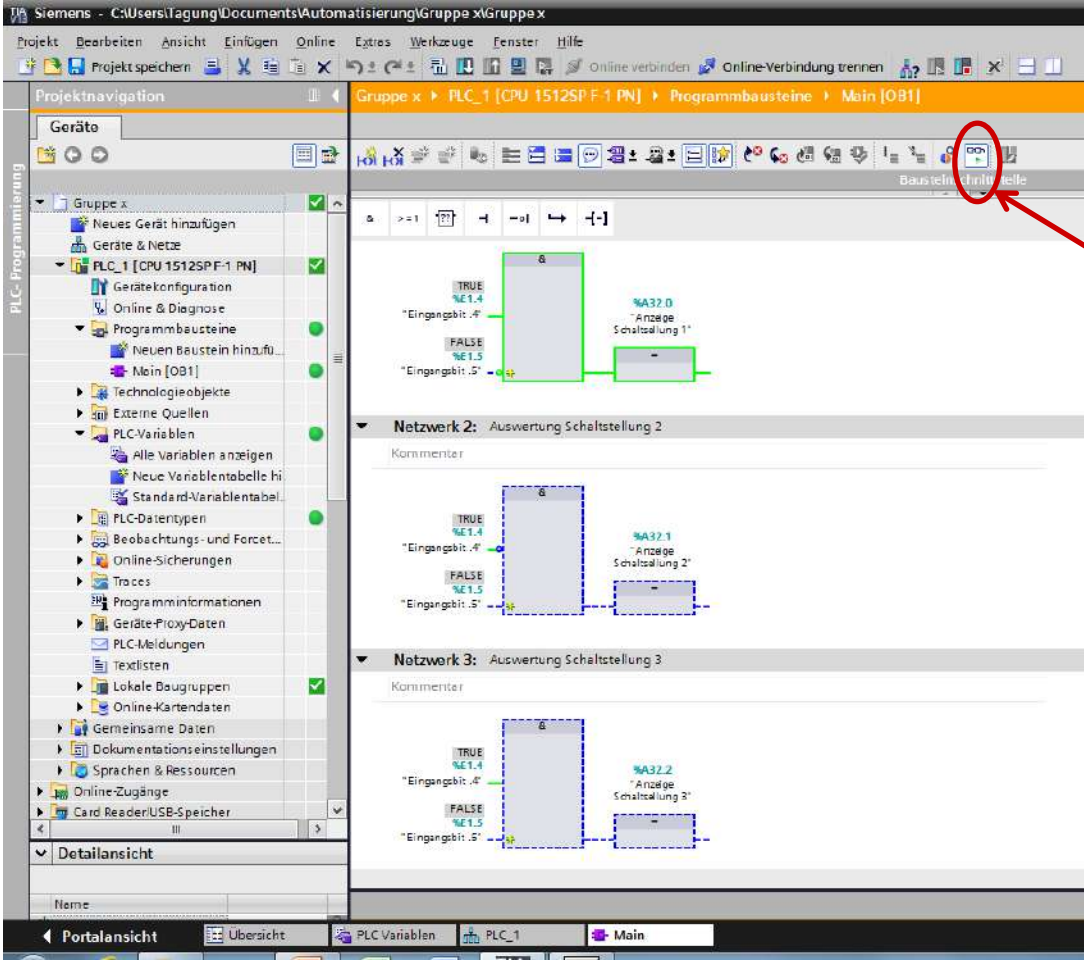 Siemens - C:\Users\Tagung\Documents\Automatisierung\Gruppe x\Gruppe x
Projekt Bearbeiten Ansicht Einfügen Online Extras Werkzeuge Fenster Hilfe
Projekt speichern Online verbinden Online-Verbindung trennen
Projektnavigation
Gruppe x PLC_1 [CPU 1512SP F-1 PN] Programmbausteine Main [OB1]
Geräte
PLC-Programmierung
Bausteinschnittstelle
Gruppe x
Neues Gerät hinzufügen
Geräte & Netze
PLC_1 [CPU 1512SP F-1 PN]
Gerätekonfiguration
Online & Diagnose
Programmbausteine
Neuen Baustein hinzufü...
Main [OB1]
Technologieobjekte
Externe Quellen
PLC-Variablen
Alle Variablen anzeigen
Neue Variablentabelle hi
Standard-Variablentabel.
PLC-Datentypen
Beobachtungs- und Forcet...
Online-Sicherungen
Traces
Programminformationen
Geräte-Proxy-Daten
PLC-Meldungen
Textlisten
Lokale Baugruppen
Online-Kartendaten
Gemeinsame Daten
Dokumentationseinstellungen
Sprachen & Ressourcen
Online-Zugänge
Card Reader/USB-Speicher
Detailansicht
Name
& >=1 ?? -| -o| -[-]
&
TRUE
%E1.4
"Eingangsbit .4"
FALSE
%E1.5
"Eingangsbit .5"
%A32.0
"Anzeige
Schaltsellung 1"
=
Netzwerk 2: Auswertung Schaltstellung 2
Kommentar
&
TRUE
%E1.4
"Eingangsbit .4"
FALSE
%E1.5
"Eingangsbit .5"
%A32.1
"Anzeige
Schaltsellung 2"
=
Netzwerk 3: Auswertung Schaltstellung 3
Kommentar
&
TRUE
%E1.4
"Eingangsbit .4"
FALSE
%E1.5
"Eingangsbit .5"
%A32.2
"Anzeige
Schaltsellung 3"
=
Portalansicht Übersicht PLC Variablen PLC_1 Main